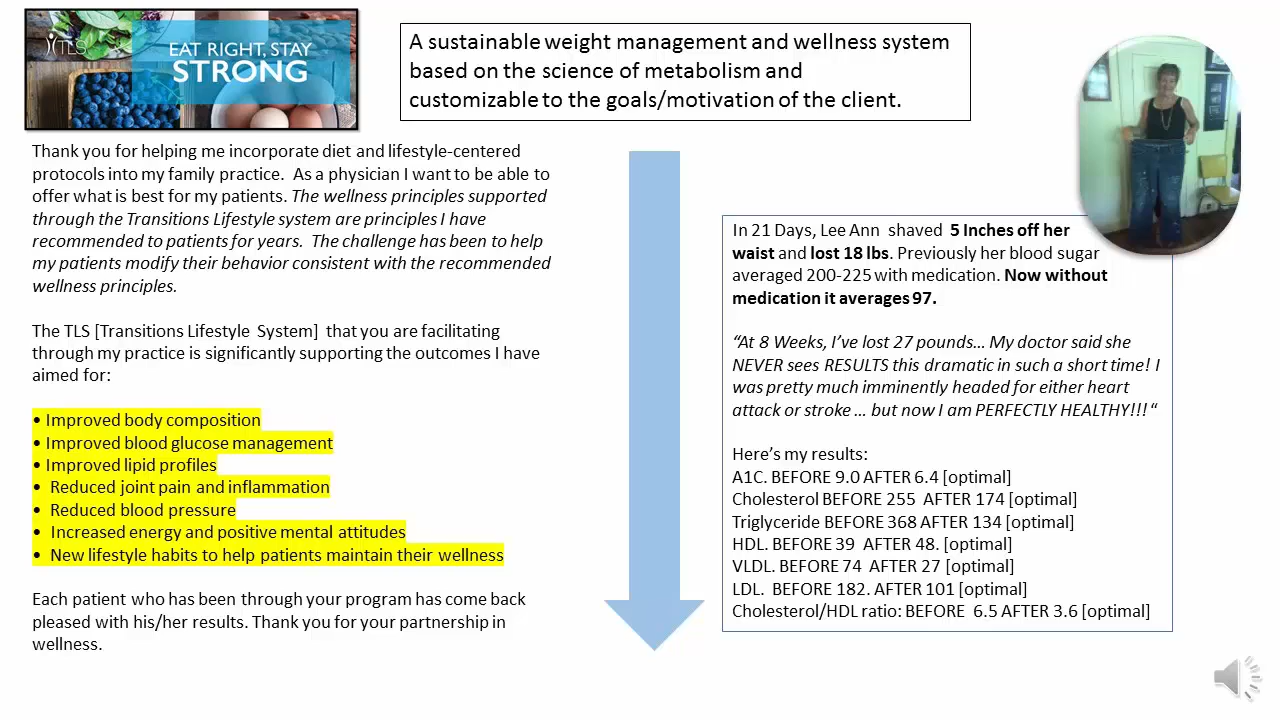 TLS
EAT RIGHT, STAY
STRONG
A sustainable weight management and wellness system
based on the science of metabolism and
customizable to the goals/motivation of the client.
Thank you for helping me incorporate diet and lifestyle-centered
protocols into my family practice.  As a physician I want to be able to
offer what is best for my patients. The wellness principles supported
through the Transitions Lifestyle system are principles I have
recommended to patients for years.  The challenge has been to help
my patients modify their behavior consistent with the recommended
wellness principles.
The TLS [Transitions Lifestyle  System]  that you are facilitating
through my practice is significantly supporting the outcomes I have
aimed for:
• Improved body composition
• Improved blood glucose management
• Improved lipid profiles
•  Reduced joint pain and inflammation
•  Reduced blood pressure
•  Increased energy and positive mental attitudes
•  New lifestyle habits to help patients maintain their wellness
Each patient who has been through your program has come back
pleased with his/her results. Thank you for your partnership in
wellness.
In 21 Days, Lee Ann  shaved  5 Inches off her
waist and lost 18 lbs. Previously her blood sugar
averaged 200-225 with medication. Now without
medication it averages 97.
“At 8 Weeks, I’ve lost 27 pounds… My doctor said she
NEVER sees RESULTS this dramatic in such a short time! I
was pretty much imminently headed for either heart
attack or stroke … but now I am PERFECTLY HEALTHY!!! “
Here’s my results:
A1C. BEFORE 9.0 AFTER 6.4 [optimal]
Cholesterol BEFORE 255  AFTER 174 [optimal]
Triglyceride BEFORE 368 AFTER 134 [optimal]
HDL. BEFORE 39  AFTER 48. [optimal]
VLDL. BEFORE 74  AFTER 27 [optimal]
LDL.  BEFORE 182. AFTER 101 [optimal]
Cholesterol/HDL ratio: BEFORE  6.5 AFTER 3.6 [optimal]